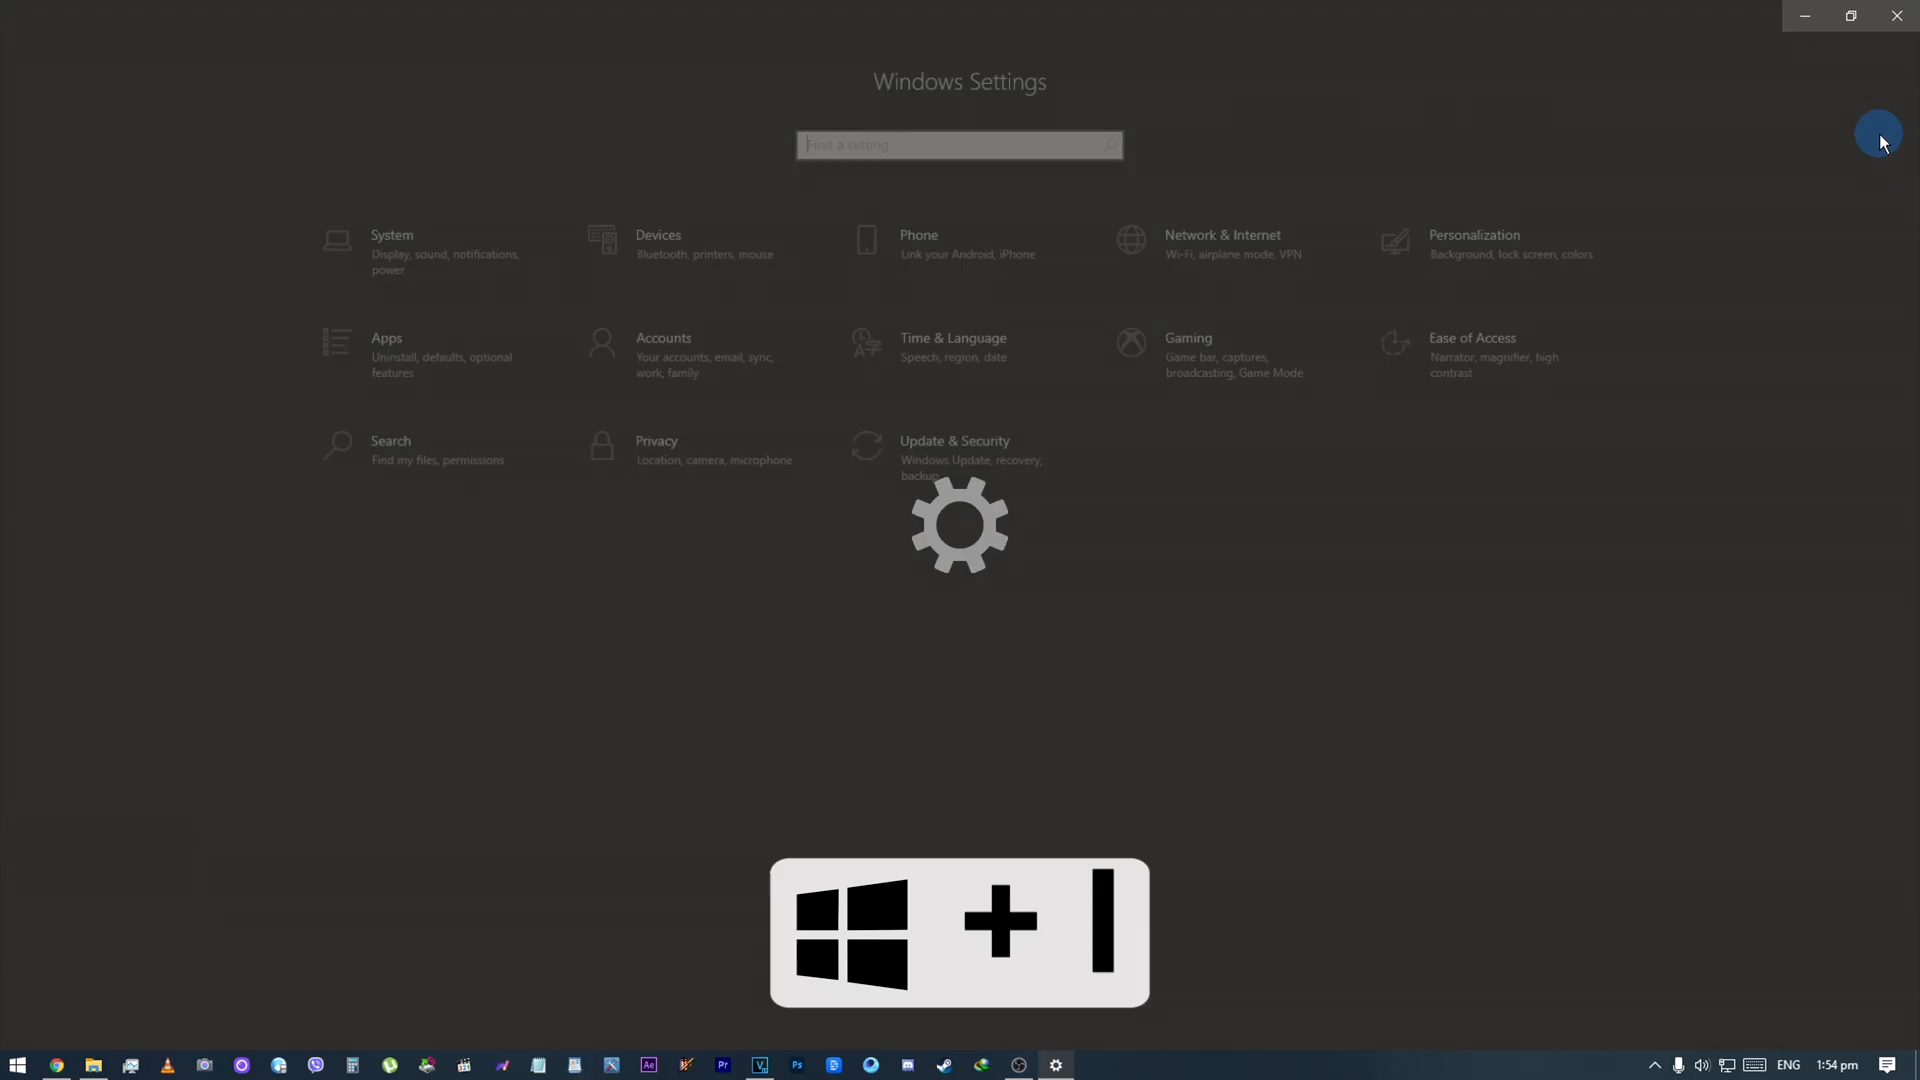 Windows Settings
Find a setting
System
Display, sound, notifications,
power
Devices
Bluetooth, printers, mouse
Phone
Link your Android, iPhone
Network & Internet
Wi-Fi, airplane mode, VPN
Personalization
Background, lock screen, colors
Apps
Uninstall, defaults, optional
features
Accounts
Your accounts, email, sync,
work, family
Time & Language
Speech, region, date
Gaming
Game bar, captures,
broadcasting, Game Mode
Ease of Access
Narrator, magnifier, high
contrast
Search
Find my files, permissions
Privacy
Location, camera, microphone
Update & Security
Windows Update, recovery,
backup
+ I
Ae
Pr
V
Ps
ENG
1:54 pm